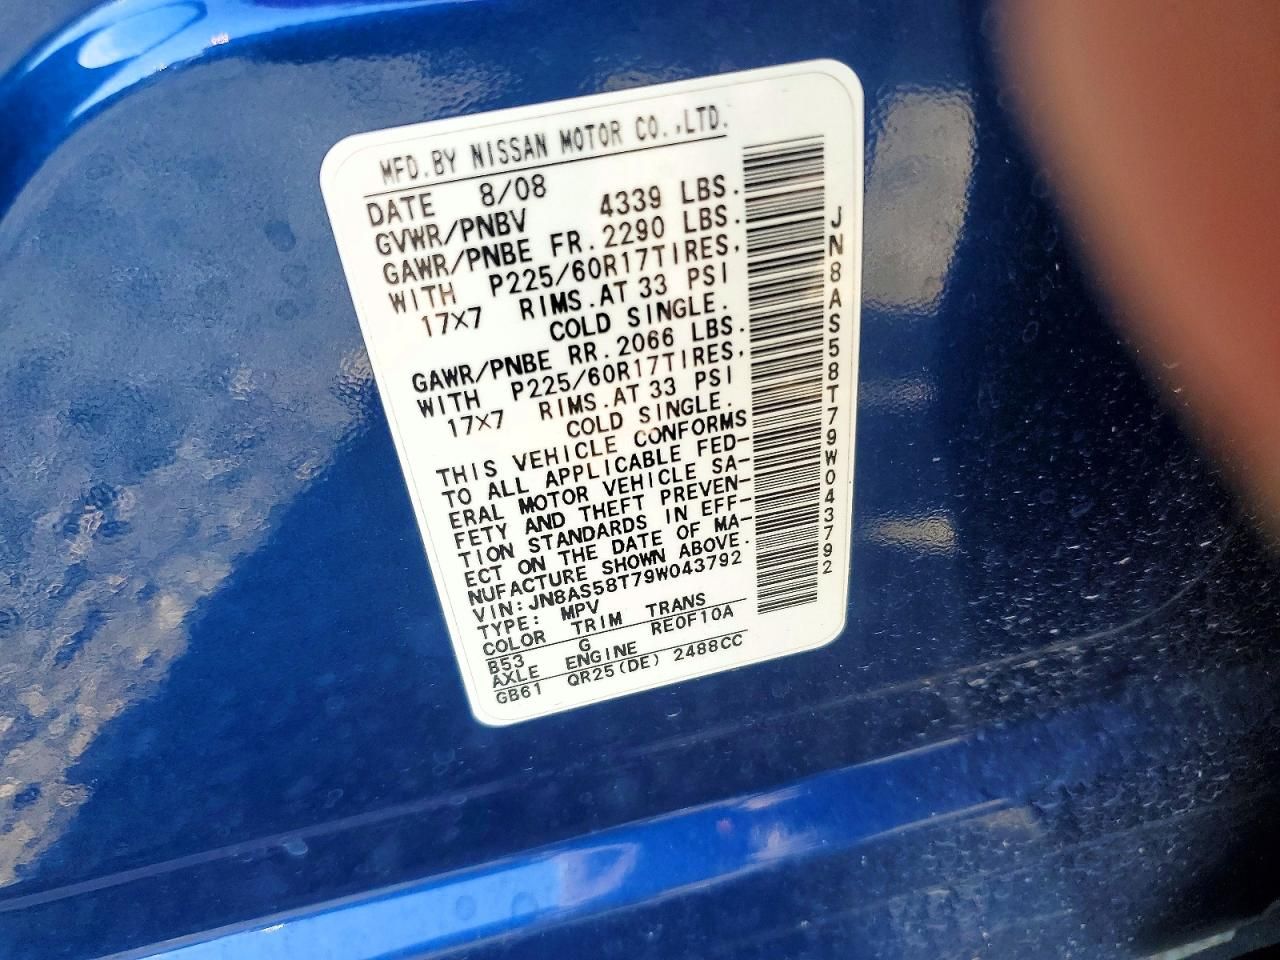 MFD.BY NISSAN MOTOR CO.,LTD.
DATE 8/08
GVWR/PNBV 4339 LBS.
GAWR/PNBE FR.2290 LBS.
WITH P225/60R17TIRES,
17X7 RIMS.AT 33 PSI
COLD SINGLE.
GAWR/PNBE RR.2066 LBS.
WITH P225/60R17TIRES,
17X7 RIMS.AT 33 PSI
COLD SINGLE.
THIS VEHICLE CONFORMS
TO ALL APPLICABLE FED-
ERAL MOTOR VEHICLE SA-
FETY AND THEFT PREVEN-
TION STANDARDS IN EFF-
ECT ON THE DATE OF MA-
NUFACTURE SHOWN ABOVE.
VIN:JN8AS58T79W043792
TYPE: MPV
COLOR TRIM TRANS
B53 G RE0F10A
AXLE ENGINE
GB61 QR25(DE) 2488CC
JN8AS58T79W043792